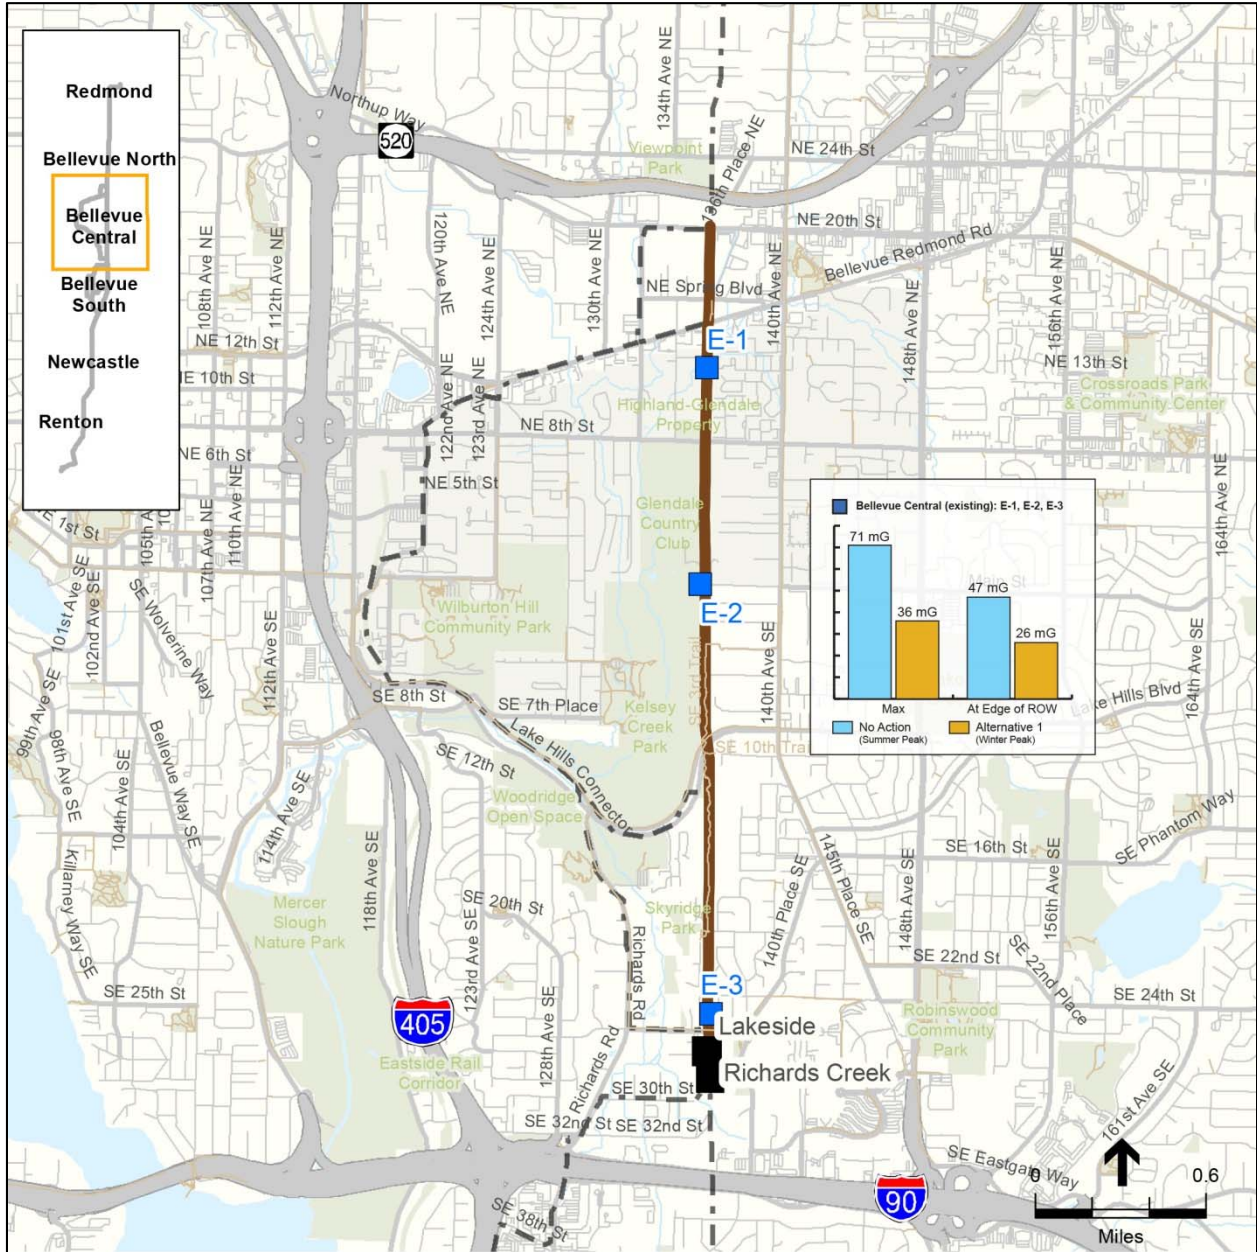 Redmond
Bellevue North
Bellevue
Central
Bellevue
South
Newcastle
Renton
Northup Way
520
134th Ave NE
Viewpoint
Park
136th Place NE
NE 24th St
NE 20th St
Bellevue Redmond Rd
NE Spring Blvd
108th Ave NE
112th Ave NE
120th Ave NE
124th Ave NE
130th Ave NE
140th Ave NE
148th Ave NE
156th Ave NE
NE 12th St
NE 10th St
E-1
NE 13th St
Crossroads Park
& Community Center
Highland-Glendale
Property
122nd Ave NE
123rd Ave NE
NE 8th St
NE 6th St
NE 5th St
110th Ave NE
107th Ave NE
105th A
NE 1st St
Glendale
Country
Club
164th Ave NE
Bellevue Central (existing): E-1, E-2, E-3
71 mG
36 mG
47 mG
26 mG
Max
At Edge of ROW
No Action
(Summer Peak)
Alternative 1
(Winter Peak)
Main St
E-2
Wilburton Hill
Community Park
101st Ave SE
102nd Ave SE
SE Wolverine Way
112th Ave SE
SE 8th St
SE 7th Place
Kelsey
Creek
Park
SE 3rd Trail
140th Ave SE
SE 10th Trail
Lake Hills Blvd
164th Ave SE
99th Ave SE
98th Ave SE
104th Ave SE
Bellevue Way SE
114th Ave SE
SE 12th St
Lake Hills Connector
Woodridge
Open Space
Killarney Way SE
118th Ave SE
SE 16th St
SE Phantom Way
145th Place SE
140th Place SE
148th Ave SE
156th Ave SE
Mercer
Slough
Nature Park
SE 20th St
123rd Ave SE
Skyridge
Park
Richards Rd
SE 22nd St
SE 22nd Place
SE 24th St
SE 25th St
405
E-3
Lakeside
Richards Creek
Robinswood
Community
Park
Eastside Rail
Corridor
128th Ave SE
Richards Rd
SE 30th St
SE 32nd St
SE 32nd St
161st Ave SE
SE Eastgate Way
90
SE 38th St
0
0.6
Miles